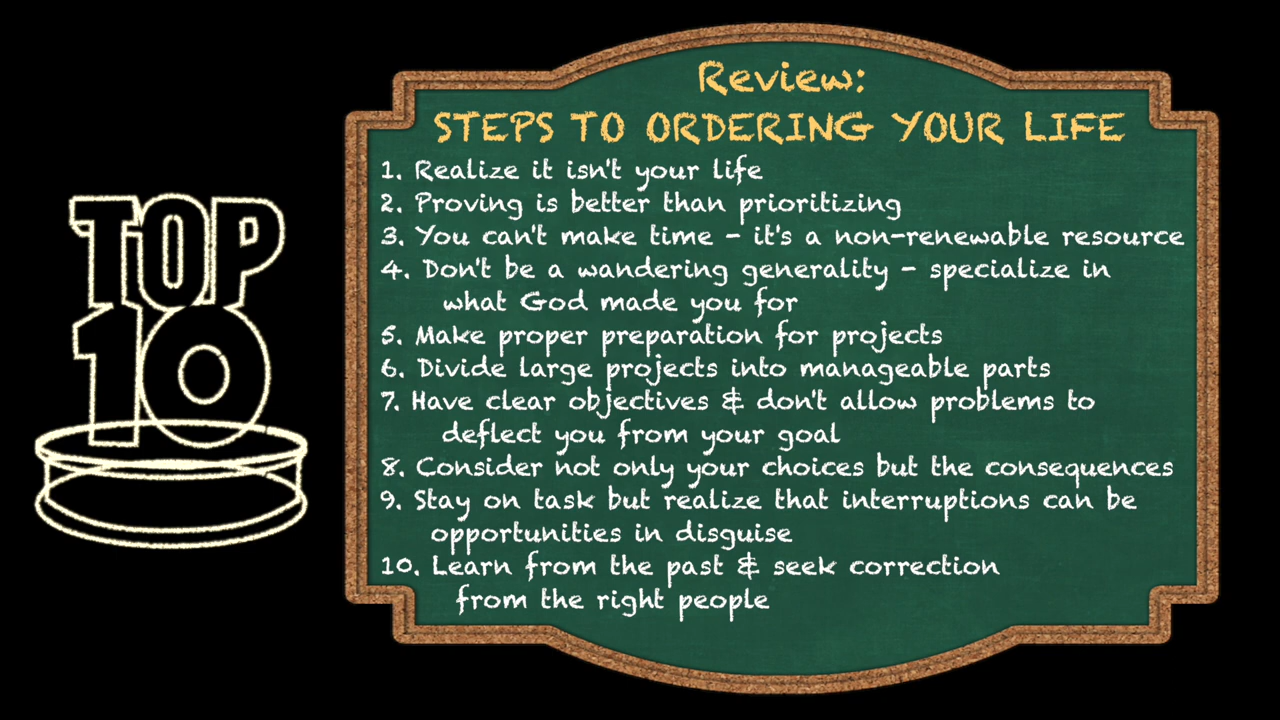 TOP
10
Review:
STEPS TO ORDERING YOUR LIFE
1. Realize it isn't your life
2. Proving is better than prioritizing
3. You can't make time - it's a non-renewable resource
4. Don't be a wandering generality - specialize in
what God made you for
5. Make proper preparation for projects
6. Divide large projects into manageable parts
7. Have clear objectives & don't allow problems to
deflect you from your goal
8. Consider not only your choices but the consequences
9. Stay on task but realize that interruptions can be
opportunities in disguise
10. Learn from the past & seek correction
from the right people